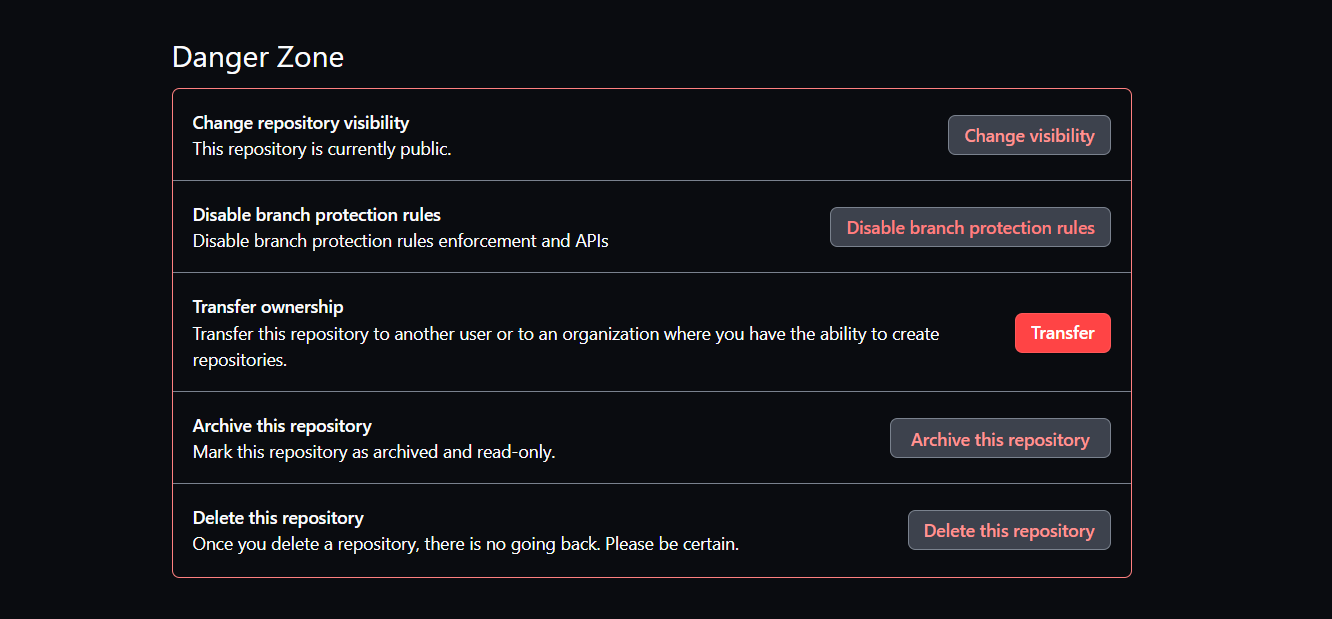 Danger Zone
Change repository visibility
This repository is currently public.
Change visibility
Disable branch protection rules
Disable branch protection rules enforcement and APIs
Disable branch protection rules
Transfer ownership
Transfer this repository to another user or to an organization where you have the ability to create
repositories.
Transfer
Archive this repository
Mark this repository as archived and read-only.
Archive this repository
Delete this repository
Once you delete a repository, there is no going back. Please be certain.
Delete this repository